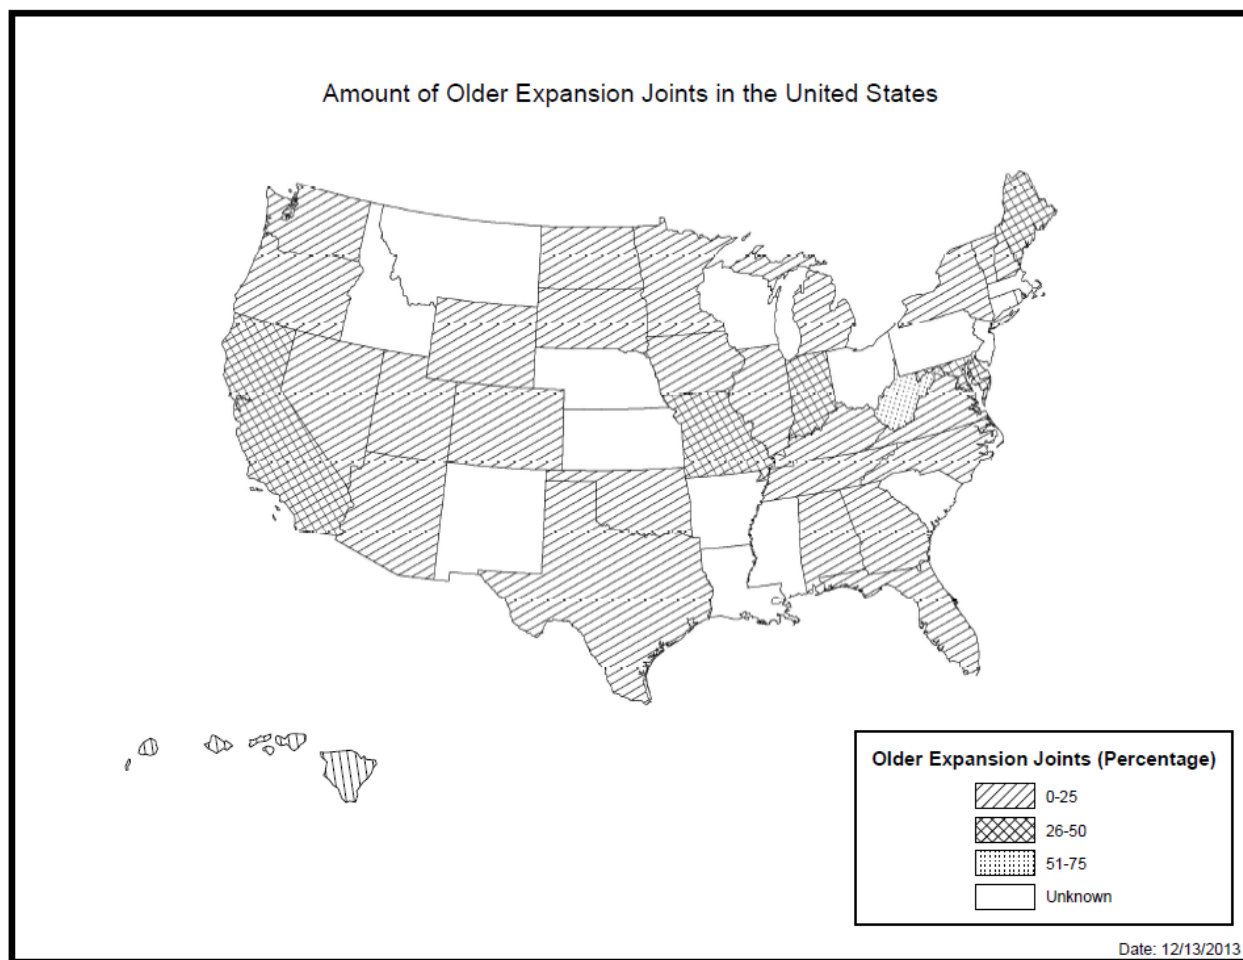 Amount of Older Expansion Joints in the United States
Older Expansion Joints (Percentage)
0-25
26-50
51-75
Unknown
Date: 12/13/2013